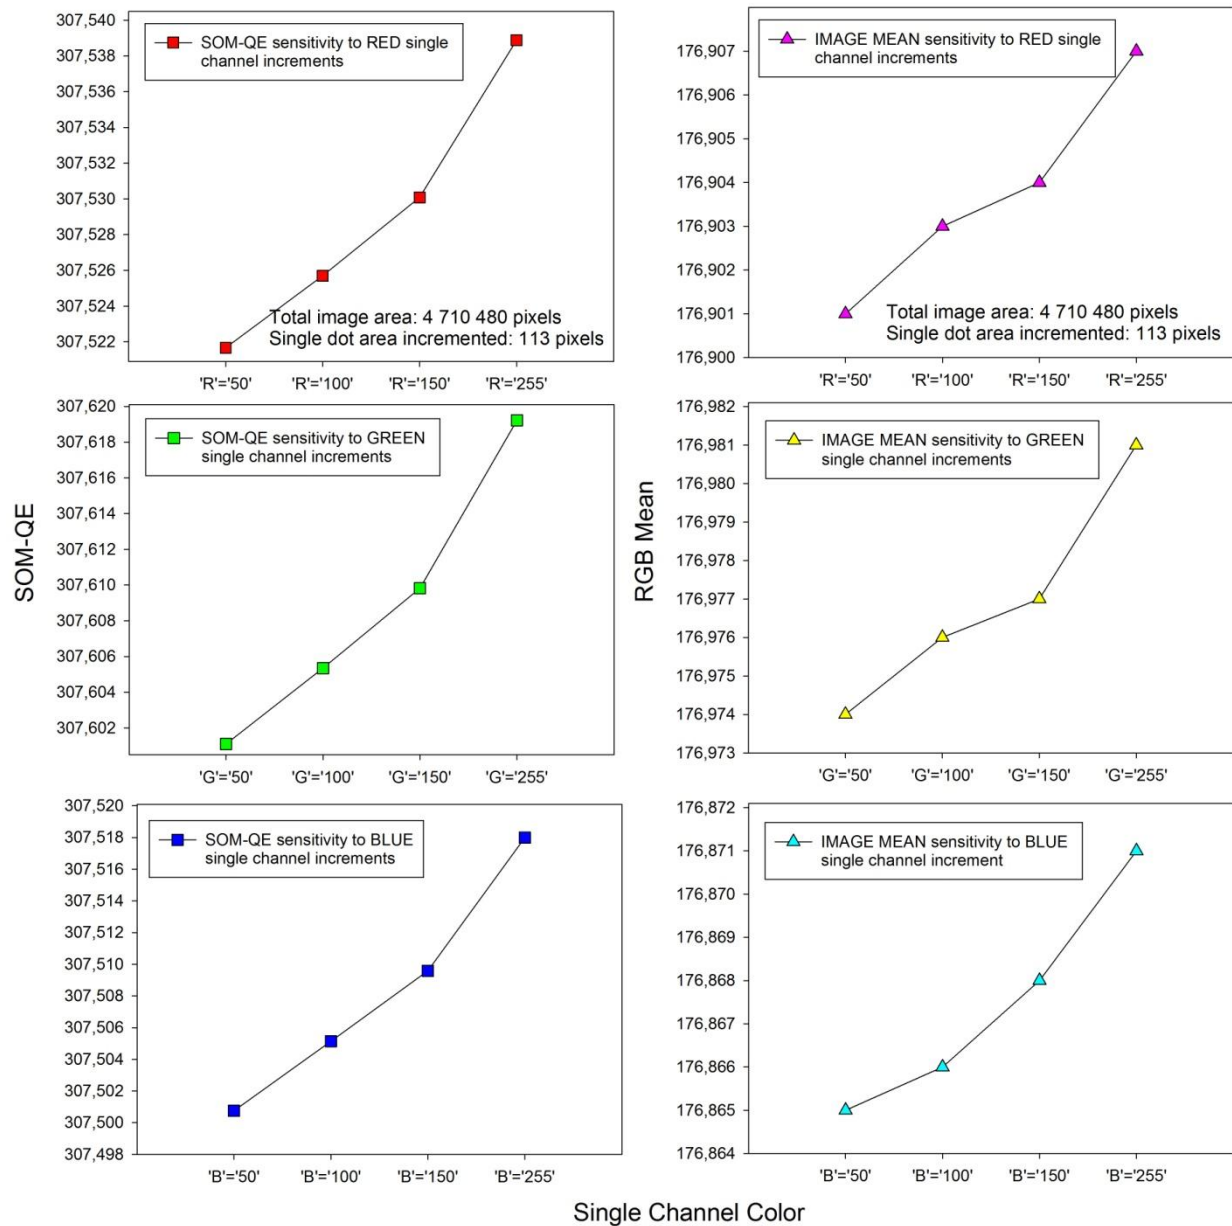 SOM-QE
307,540
307,538
307,536
307,534
307,532
307,530
307,528
307,526
307,524
307,522
SOM-QE sensitivity to RED single
channel increments
Total image area: 4 710 480 pixels
Single dot area incremented: 113 pixels
'R'='50' 'R'='100' 'R'='150' 'R'='255'
RGB Mean
176,907
176,906
176,905
176,904
176,903
176,902
176,901
176,900
IMAGE MEAN sensitivity to RED single
channel increments
Total image area: 4 710 480 pixels
Single dot area incremented: 113 pixels
'R'='50' 'R'='100' 'R'='150' 'R'='255'
307,620
307,618
307,616
307,614
307,612
307,610
307,608
307,606
307,604
307,602
SOM-QE sensitivity to GREEN
single channel increments
'G'='50' 'G'='100' 'G'='150' 'G'='255'
176,982
176,981
176,980
176,979
176,978
176,977
176,976
176,975
176,974
176,973
IMAGE MEAN sensitivity to GREEN
single channel increments
'G'='50' 'G'='100' 'G'='150' 'G'='255'
307,520
307,518
307,516
307,514
307,512
307,510
307,508
307,506
307,504
307,502
307,500
307,498
SOM-QE sensitivity to BLUE
single channel increments
'B'='50' 'B'='100' 'B'='150' 'B'='255'
176,872
176,871
176,870
176,869
176,868
176,867
176,866
176,865
176,864
IMAGE MEAN sensitivity to BLUE
single channel increment
'B'='50' 'B'='100' 'B'='150' 'B'='255'
Single Channel Color